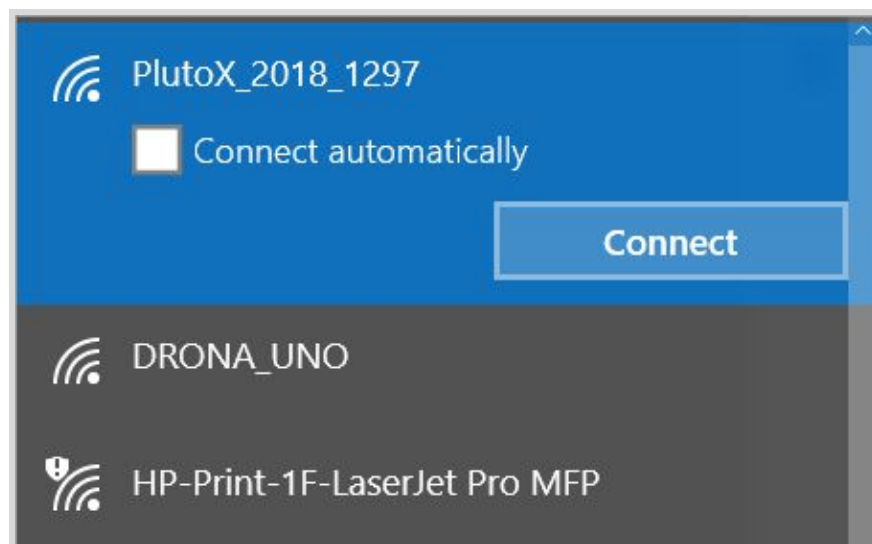 PlutoX_2018_1297
Connect automatically
Connect
DRONA_UNO
HP-Print-1F-LaserJet Pro MFP